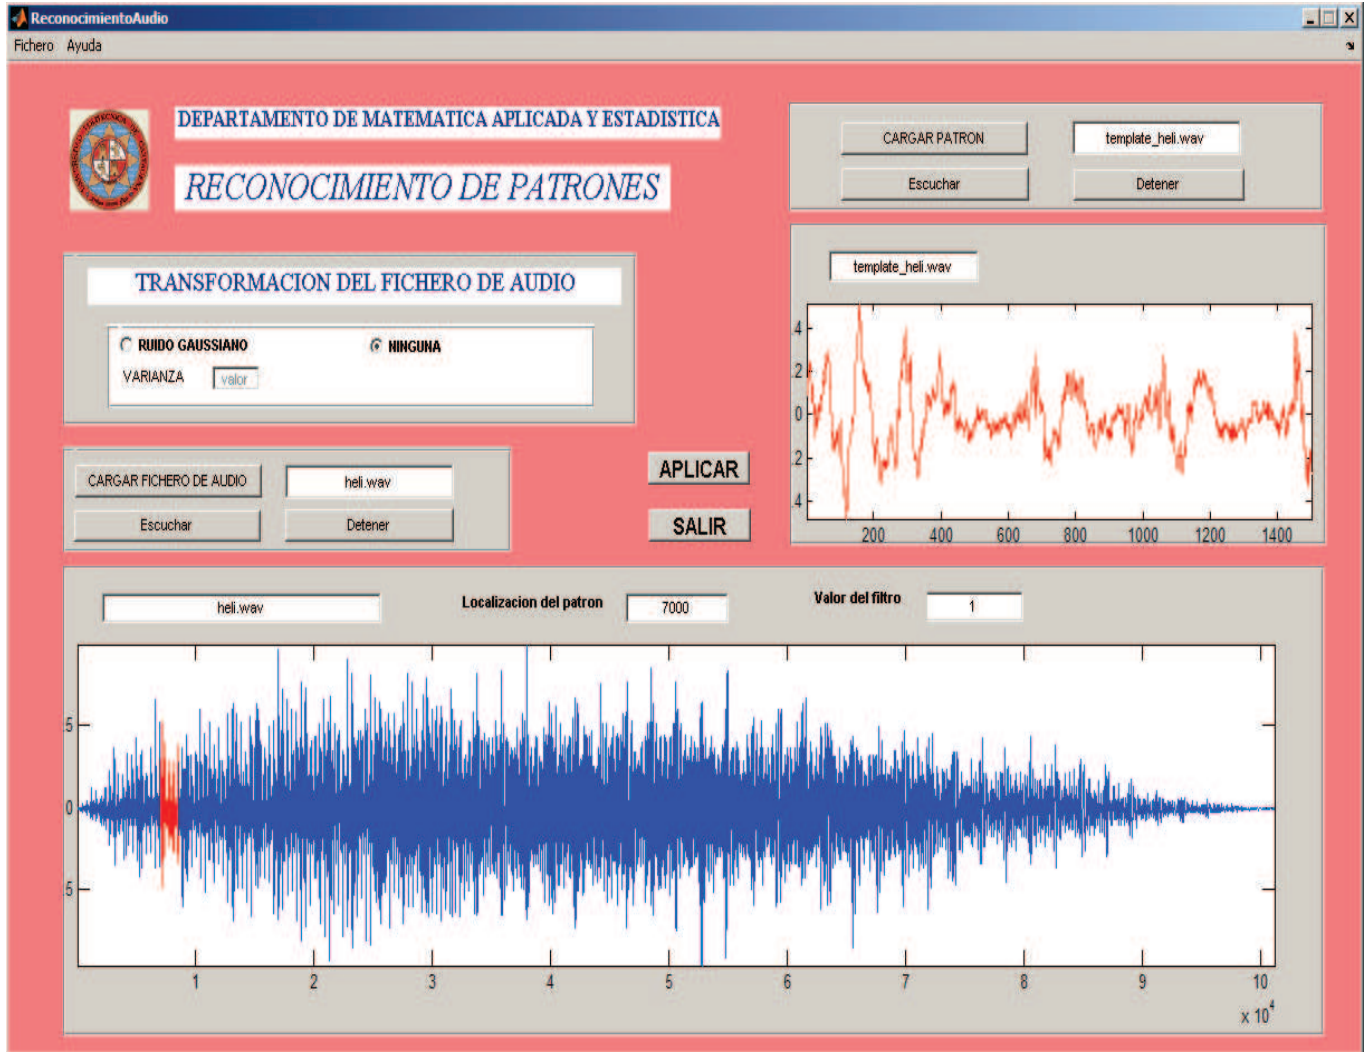 ReconocimientoAudio
Fichero Ayuda
DEPARTAMENTO DE MATEMATICA APLICADA Y ESTADISTICA
RECONOCIMIENTO DE PATRONES
CARGAR PATRON template_heli.wav
Escuchar Detener
TRANSFORMACION DEL FICHERO DE AUDIO
RUIDO GAUSSIANO NINGUNA
VARIANZA valor
template_heli.wav
.4
.2
0
.2
.4
200 400 600 800 1000 1200 1400
CARGAR FICHERO DE AUDIO heli.wav
Escuchar Detener
APLICAR
SALIR
heli.wav Localizacion del patron 7000 Valor del filtro 1
.5
0
.5
1 2 3 4 5 6 7 8 9 10
x 10^4